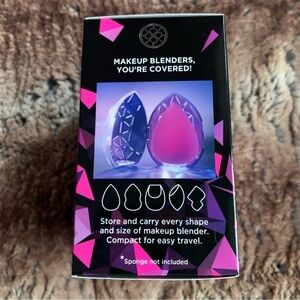 MAKEUP BLENDERS,
YOU'RE COVERED!
Store and carry every shape
and size of makeup blender.
Compact for easy travel.
*Sponge not included